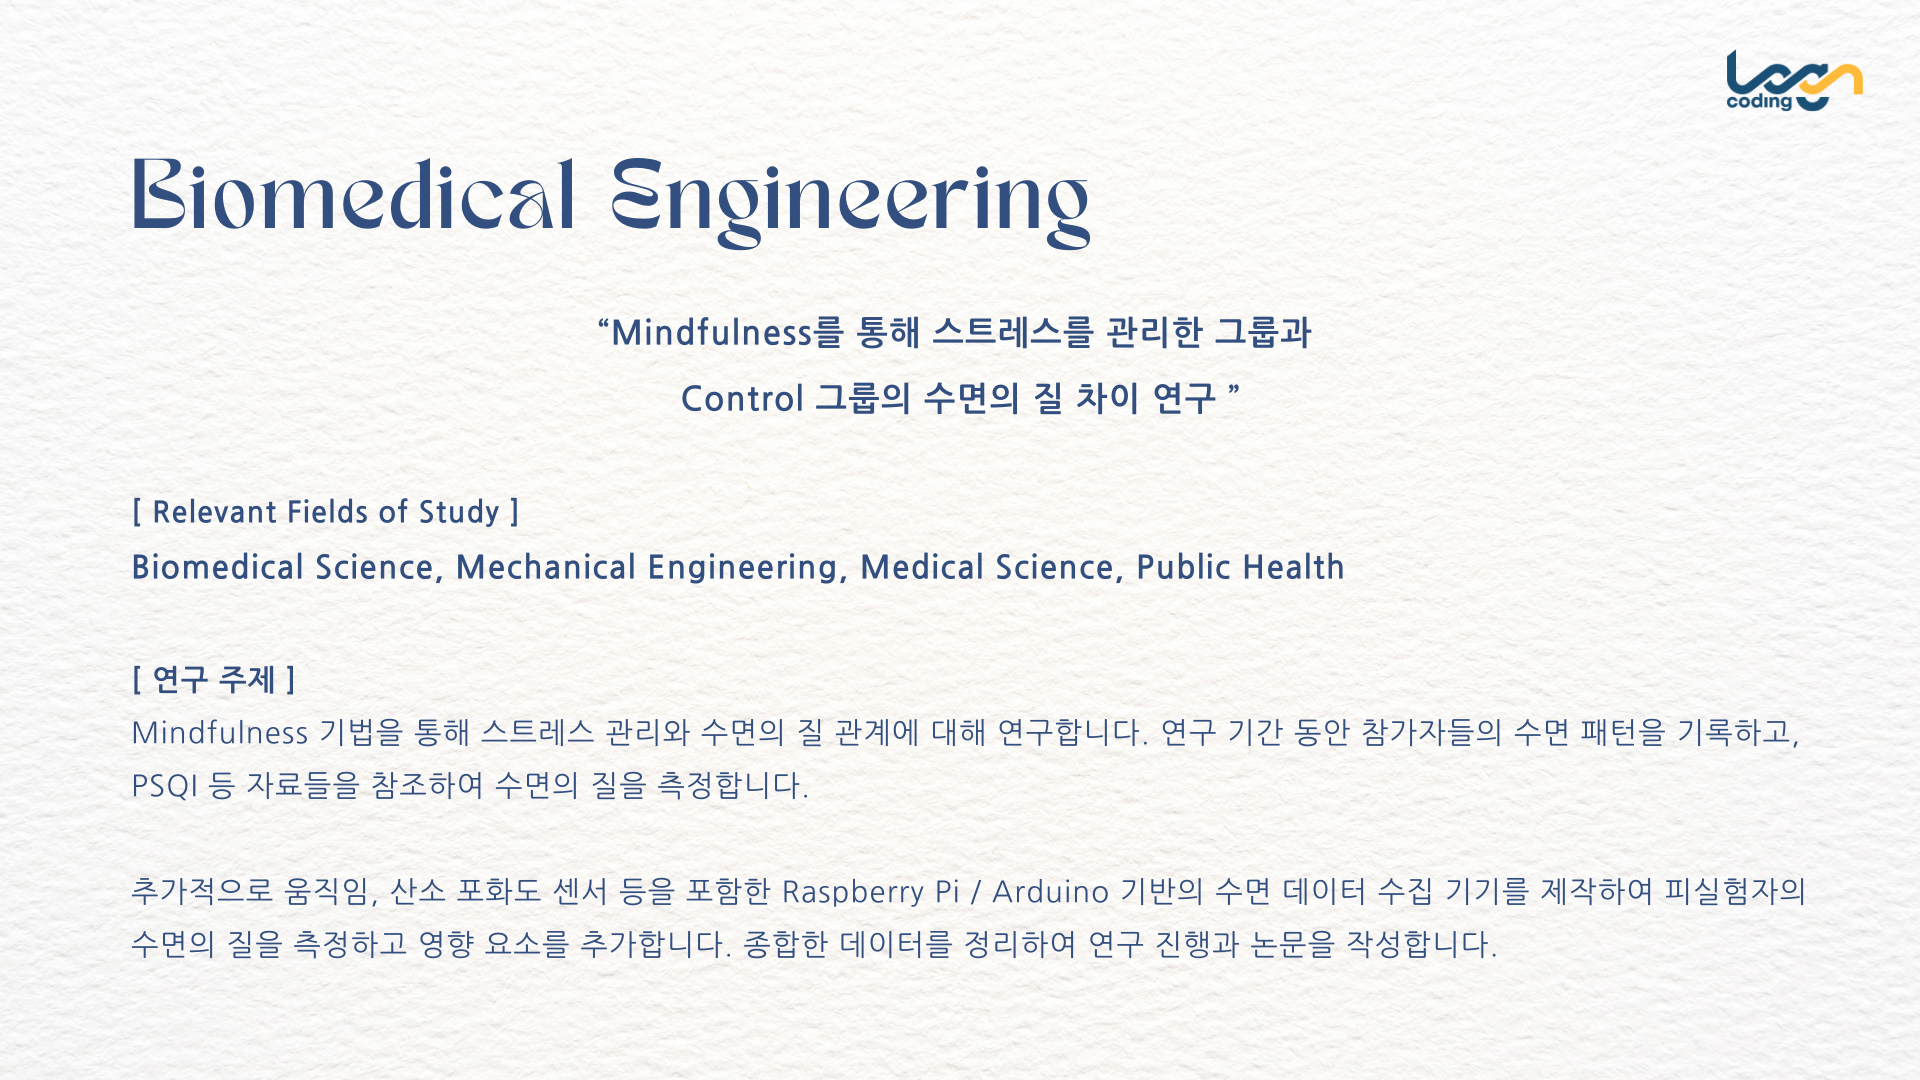 Loon
coding
Biomedical Engineering
“Mindfulness를 통해 스트레스를 관리한 그룹과
Control 그룹의 수면의 질 차이 연구 ”
[ Relevant Fields of Study ]
Biomedical Science, Mechanical Engineering, Medical Science, Public Health
[ 연구 주제 ]
Mindfulness 기법을 통해 스트레스 관리와 수면의 질 관계에 대해 연구합니다. 연구 기간 동안 참가자들의 수면 패턴을 기록하고,
PSQI 등 자료들을 참조하여 수면의 질을 측정합니다.
추가적으로 움직임, 산소 포화도 센서 등을 포함한 Raspberry Pi / Arduino 기반의 수면 데이터 수집 기기를 제작하여 피실험자의
수면의 질을 측정하고 영향 요소를 추가합니다. 종합한 데이터를 정리하여 연구 진행과 논문을 작성합니다.